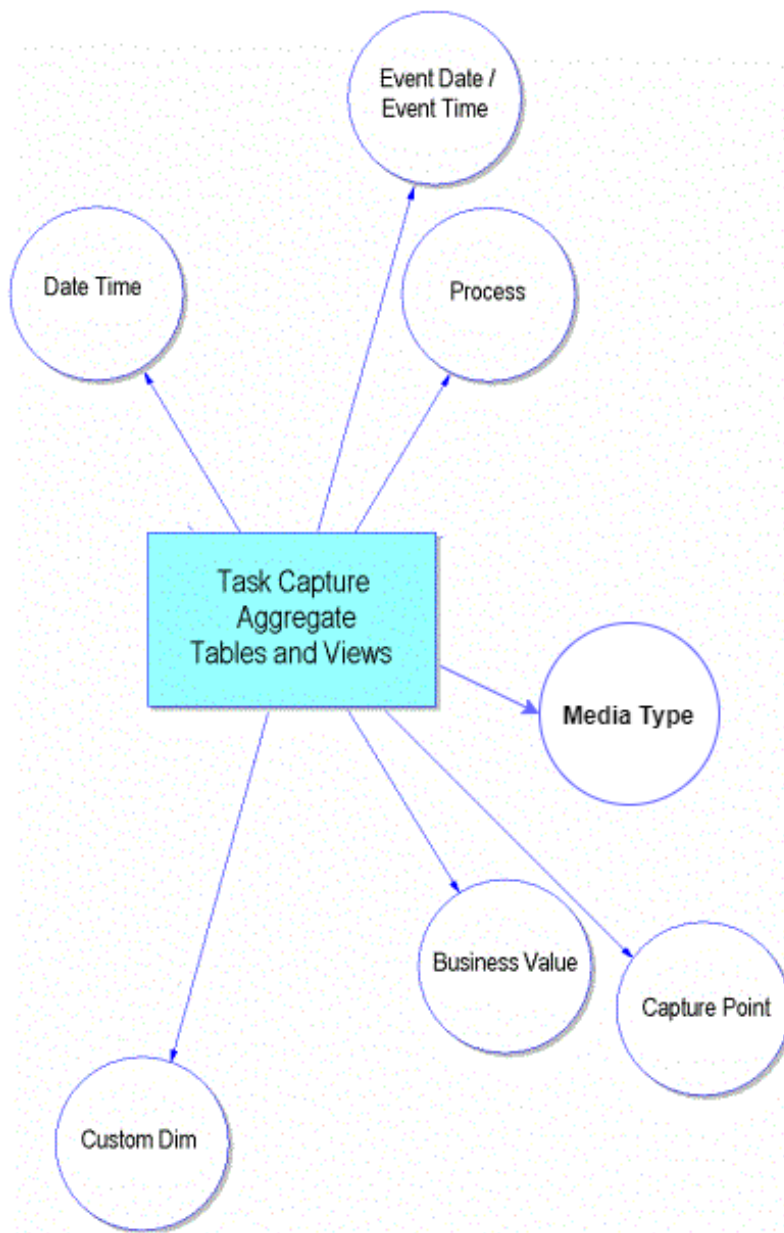 Event Date /
Event Time
Date Time
Process
Task Capture
Aggregate
Tables and Views
Media Type
Business Value
Capture Point
Custom Dim